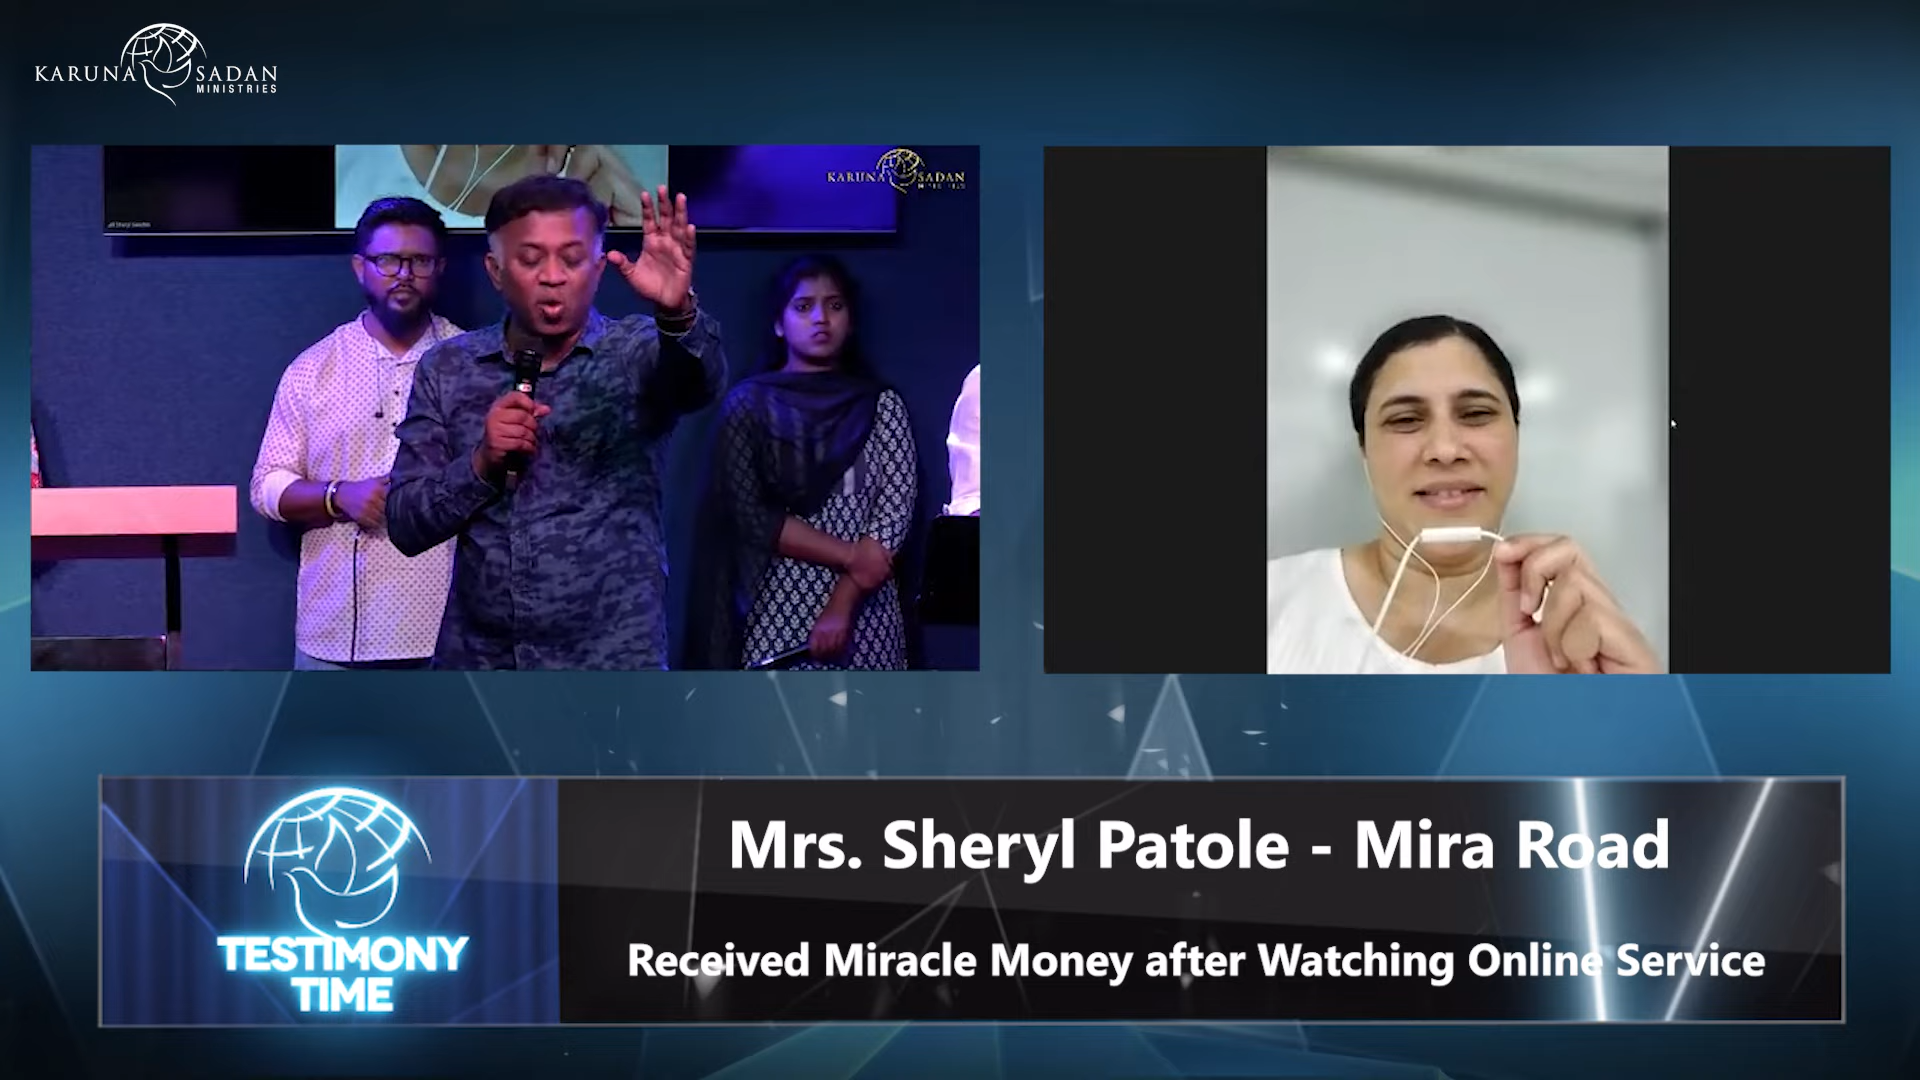 KARUNA SADAN
MINISTRIES
KARUNA SADAN
Mrs. Sheryl Patole - Mira Road
Received Miracle Money after Watching Online Service
TESTIMONY
TIME